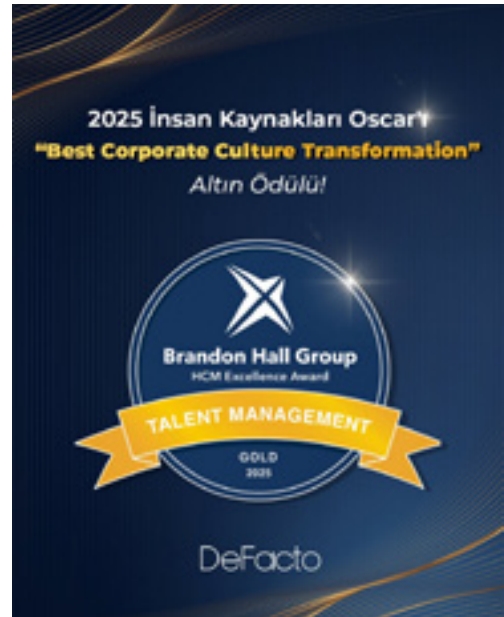 2025 İnsan Kaynakları Oscar'ı
“Best Corporate Culture Transformation”
Altın Ödülü!
Brandon Hall Group
HCM Excellence Award
TALENT MANAGEMENT
GOLD
2025
DeFacto